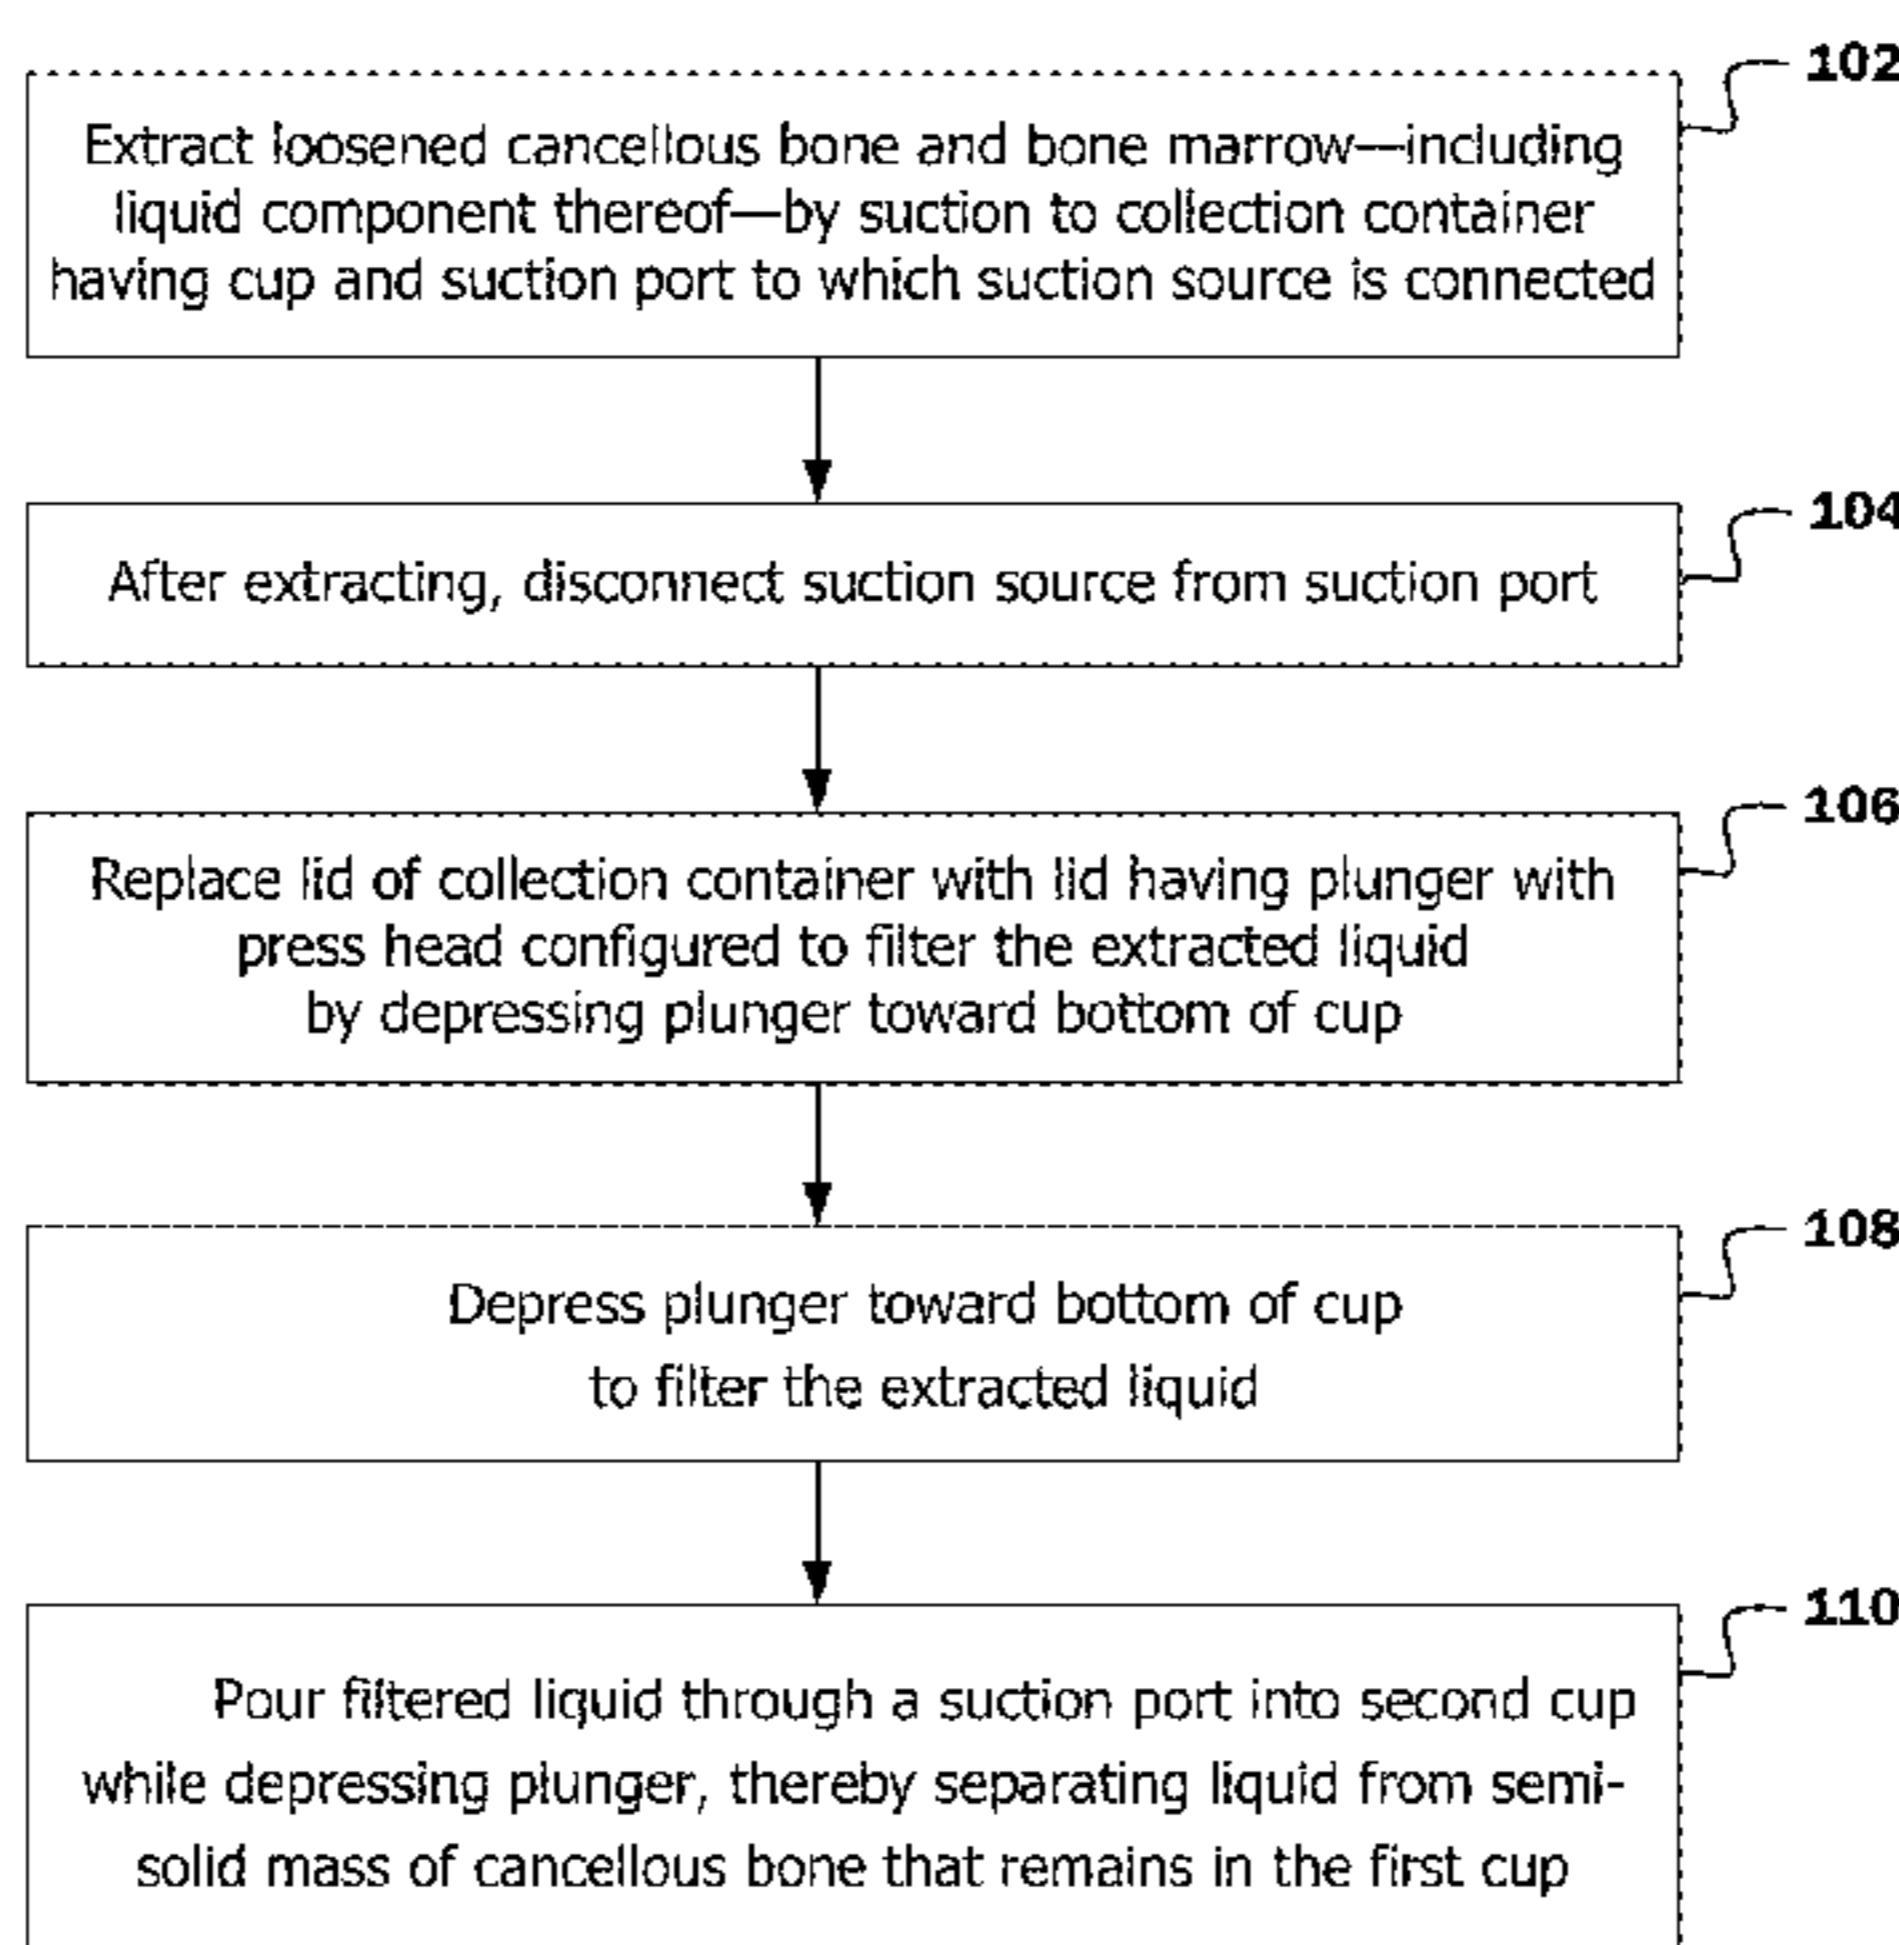 102
Extract loosened cancellous bone and bone marrow—including
liquid component thereof—by suction to collection container
having cup and suction port to which suction source is connected
104
After extracting, disconnect suction source from suction port
106
Replace lid of collection container with lid having plunger with
press head configured to filter the extracted liquid
by depressing plunger toward bottom of cup
108
Depress plunger toward bottom of cup
to filter the extracted liquid
110
Pour filtered liquid through a suction port into second cup
while depressing plunger, thereby separating liquid from semi-
solid mass of cancellous bone that remains in the first cup